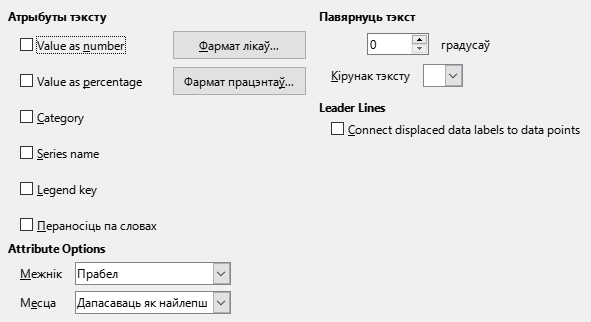 Атрыбуты тэксту
Value as number
Фармат лікаў...
Value as percentage
Фармат працэнтаў...
Category
Series name
Legend key
Пераносіць па словах
Attribute Options
Межнік
Прабел
Месца
Дапасаваць як найлепш
Павярнуць тэкст
0
градусаў
Кірунак тэксту
Leader Lines
Connect displaced data labels to data points